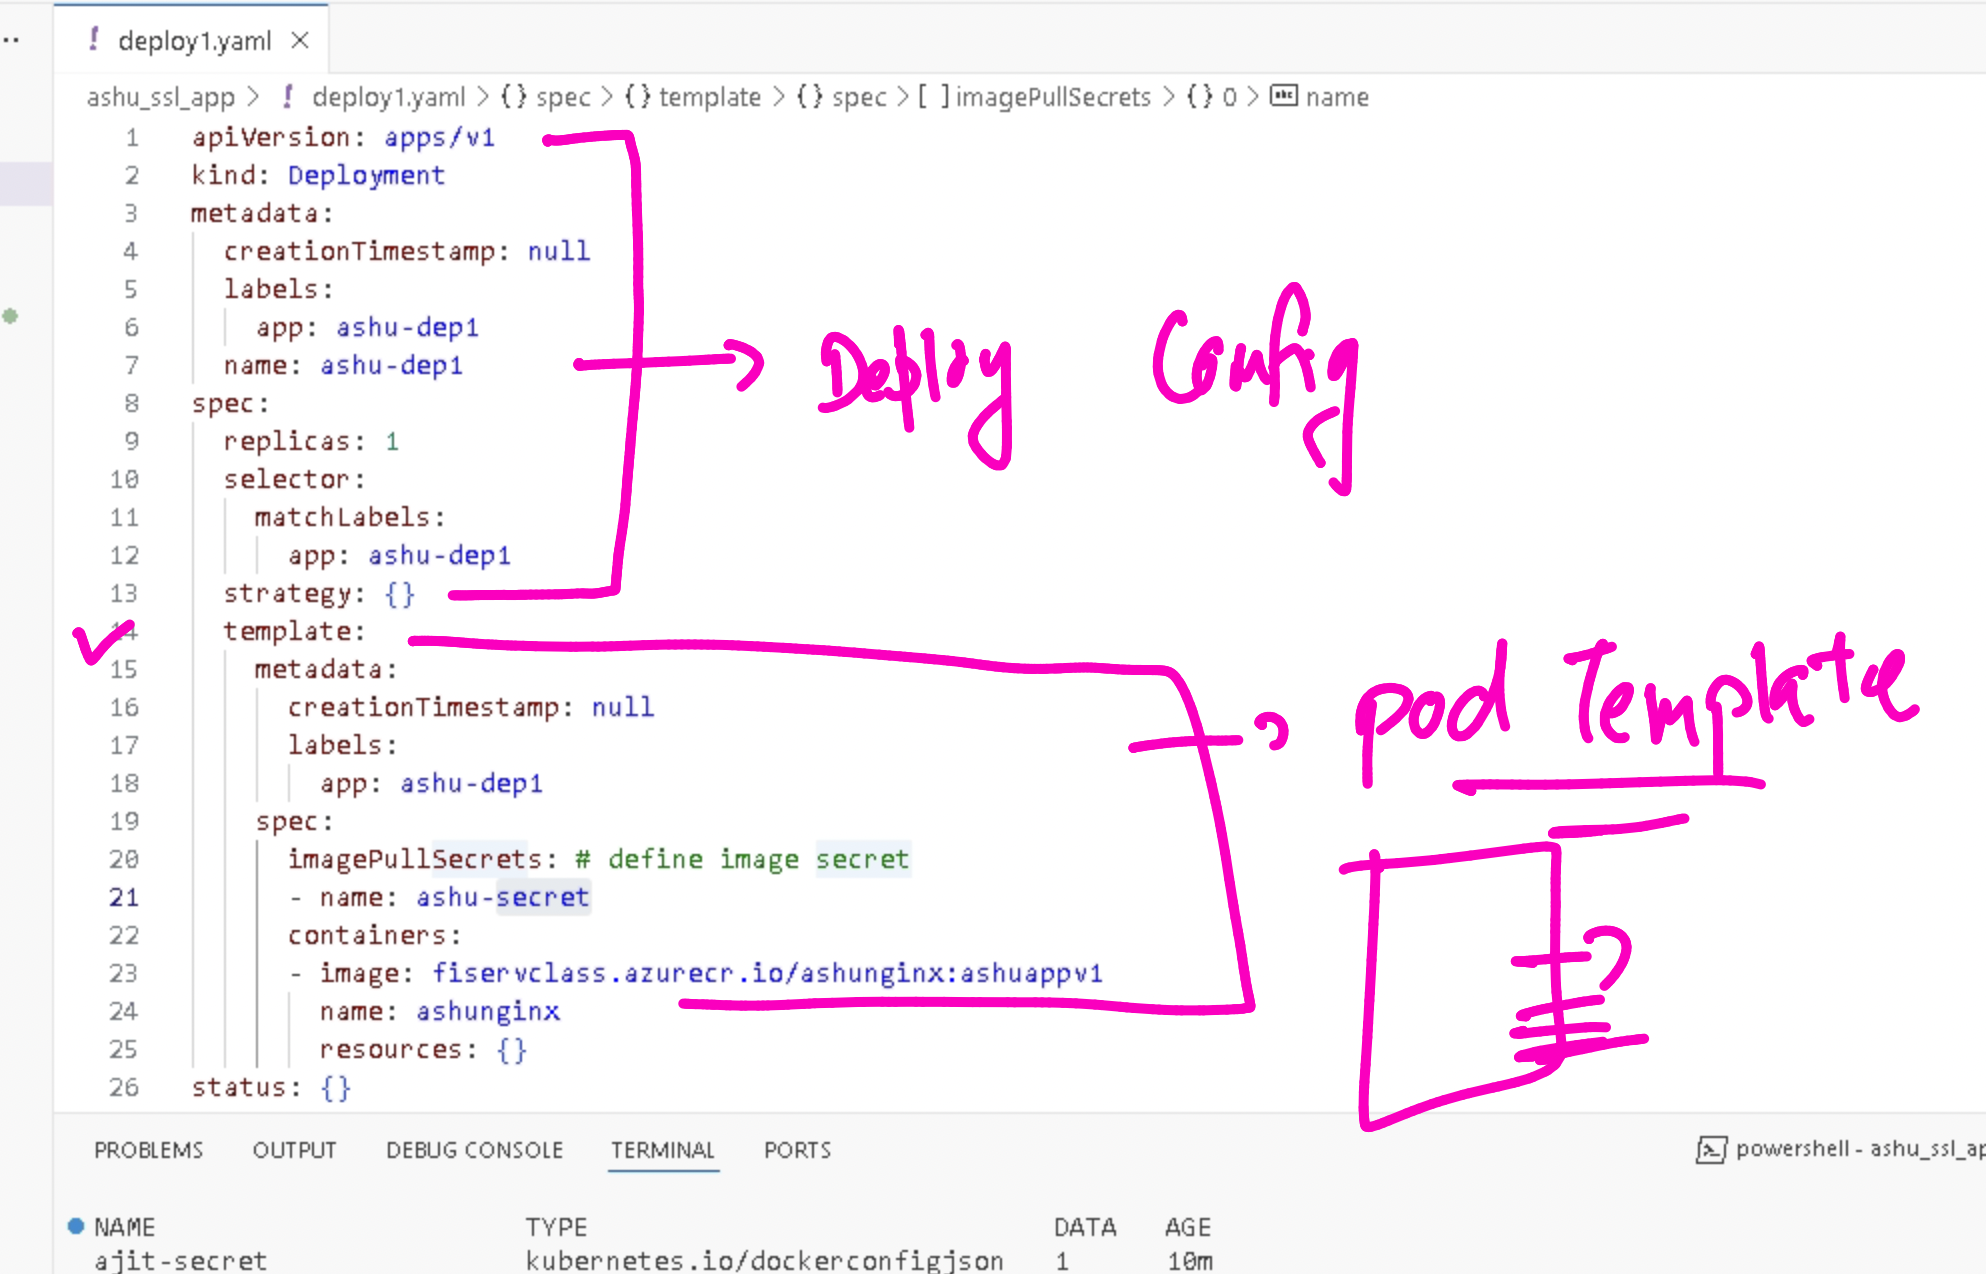 deploy1.yaml
ashu_ssl_app > ! deploy1.yaml > {} spec > {} template > {} spec > [ ] imagePullSecrets > {} 0 > abc name
1 apiVersion: apps/v1
2 kind: Deployment
3 metadata:
4 creationTimestamp: null
5 labels:
6 app: ashu-dep1
7 name: ashu-dep1
8 spec:
9 replicas: 1
10 selector:
11 matchLabels:
12 app: ashu-dep1
13 strategy: {}
14 template:
15 metadata:
16 creationTimestamp: null
17 labels:
18 app: ashu-dep1
19 spec:
20 imagePullSecrets: # define image secret
21 - name: ashu-secret
22 containers:
23 - image: fiservclass.azurecr.io/ashunginx:ashuappv1
24 name: ashunginx
25 resources: {}
26 status: {}
Deploy Config
pod Template
PROBLEMS OUTPUT DEBUG CONSOLE TERMINAL PORTS
powershell - ashu_ssl_ap
NAME TYPE DATA AGE
ajit-secret kubernetes.io/dockerconfigjson 1 10m